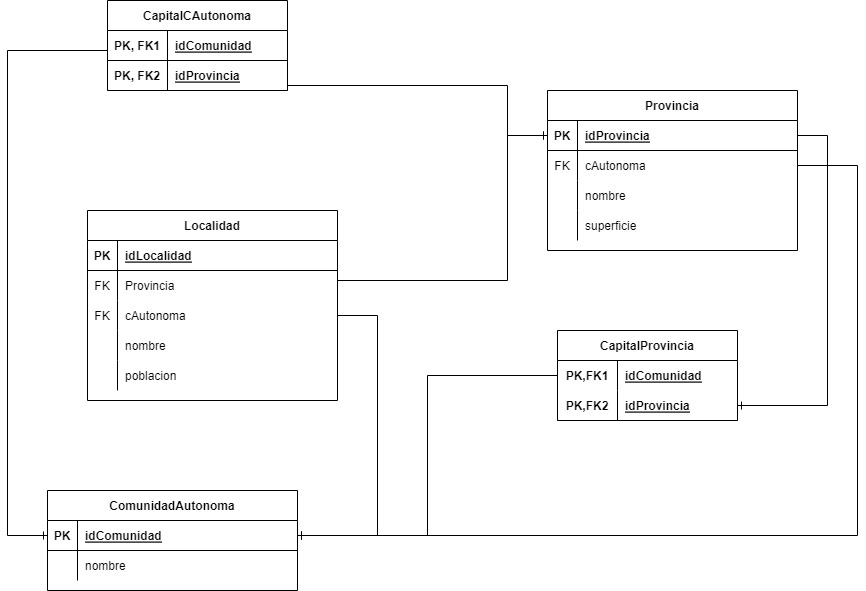 CapitalCAutonoma
PK, FK1 idComunidad
PK, FK2 idProvincia
Provincia
PK idProvincia
FK cAutonoma
nombre
superficie
Localidad
PK idLocalidad
FK Provincia
FK cAutonoma
nombre
poblacion
CapitalProvincia
PK,FK1 idComunidad
PK,FK2 idProvincia
ComunidadAutonoma
PK idComunidad
nombre